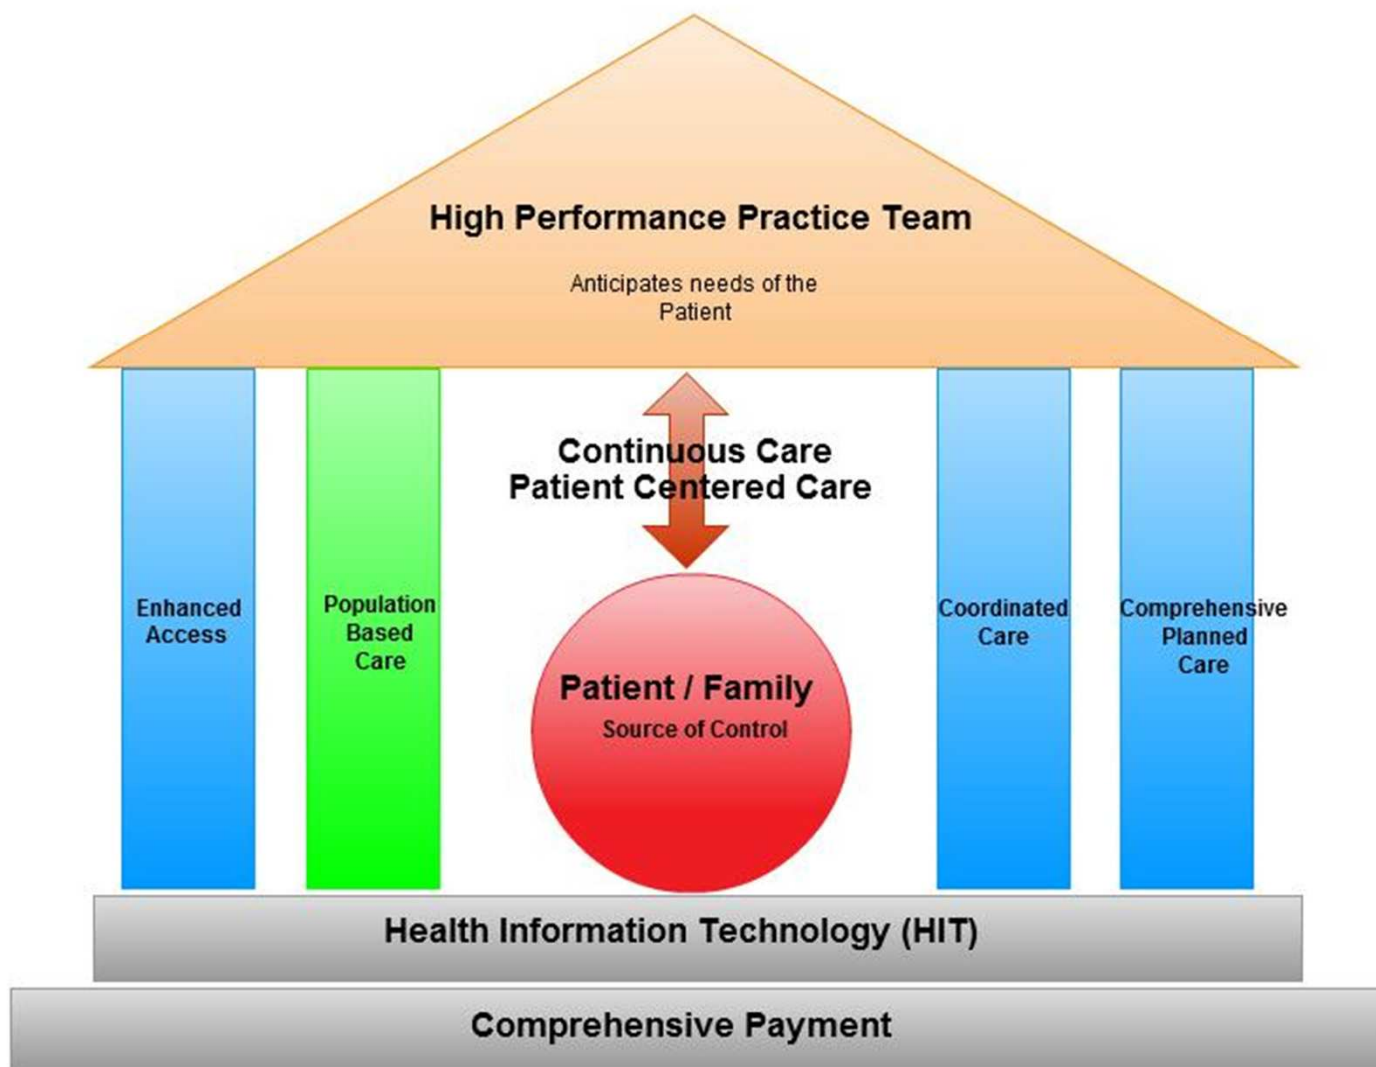 High Performance Practice Team
Anticipates needs of the
Patient
Continuous Care
Patient Centered Care
Enhanced
Access
Population
Based
Care
Patient / Family
Source of Control
Coordinated
Care
Comprehensive
Planned
Care
Health Information Technology (HIT)
Comprehensive Payment